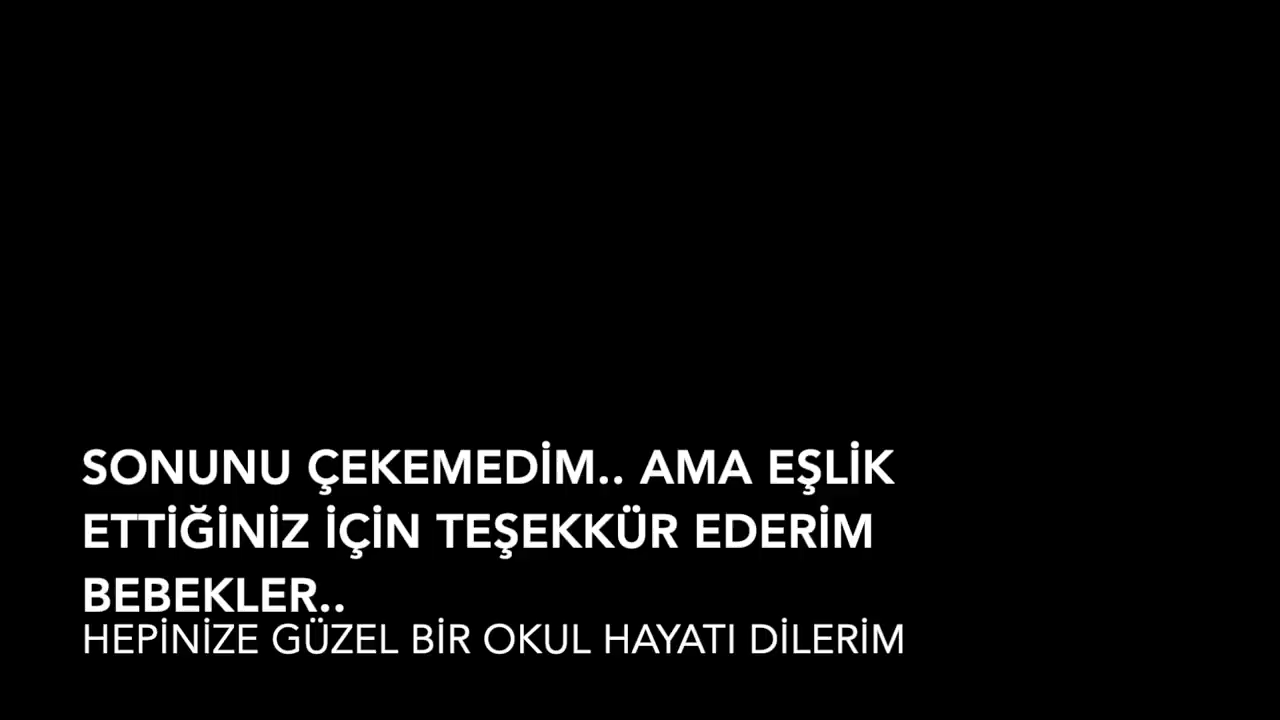 SONUNU ÇEKEMEDİM.. AMA EŞLİK
ETTİĞİNİZ İÇİN TEŞEKKÜR EDERİM
BEBEKLER..
HEPİNİZE GÜZEL BİR OKUL HAYATI DİLERİM